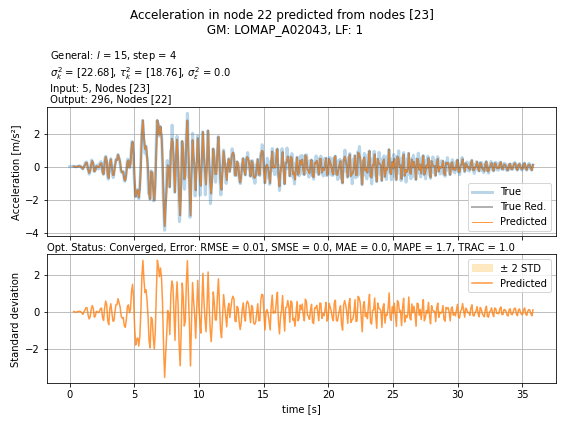 Acceleration in node 22 predicted from nodes [23]
GM: LOMAP_A02043, LF: 1
General: l = 15, step = 4
σ²ₖ = [22.68], τ²ₖ = [18.76], σ²ε = 0.0
Input: 5, Nodes [23]
Output: 296, Nodes [22]
Acceleration [m/s²]
2
0
−2
−4
True
True Red.
Predicted
Opt. Status: Converged, Error: RMSE = 0.01, SMSE = 0.0, MAE = 0.0, MAPE = 1.7, TRAC = 1.0
Standard deviation
2
0
−2
± 2 STD
Predicted
0 5 10 15 20 25 30 35
time [s]